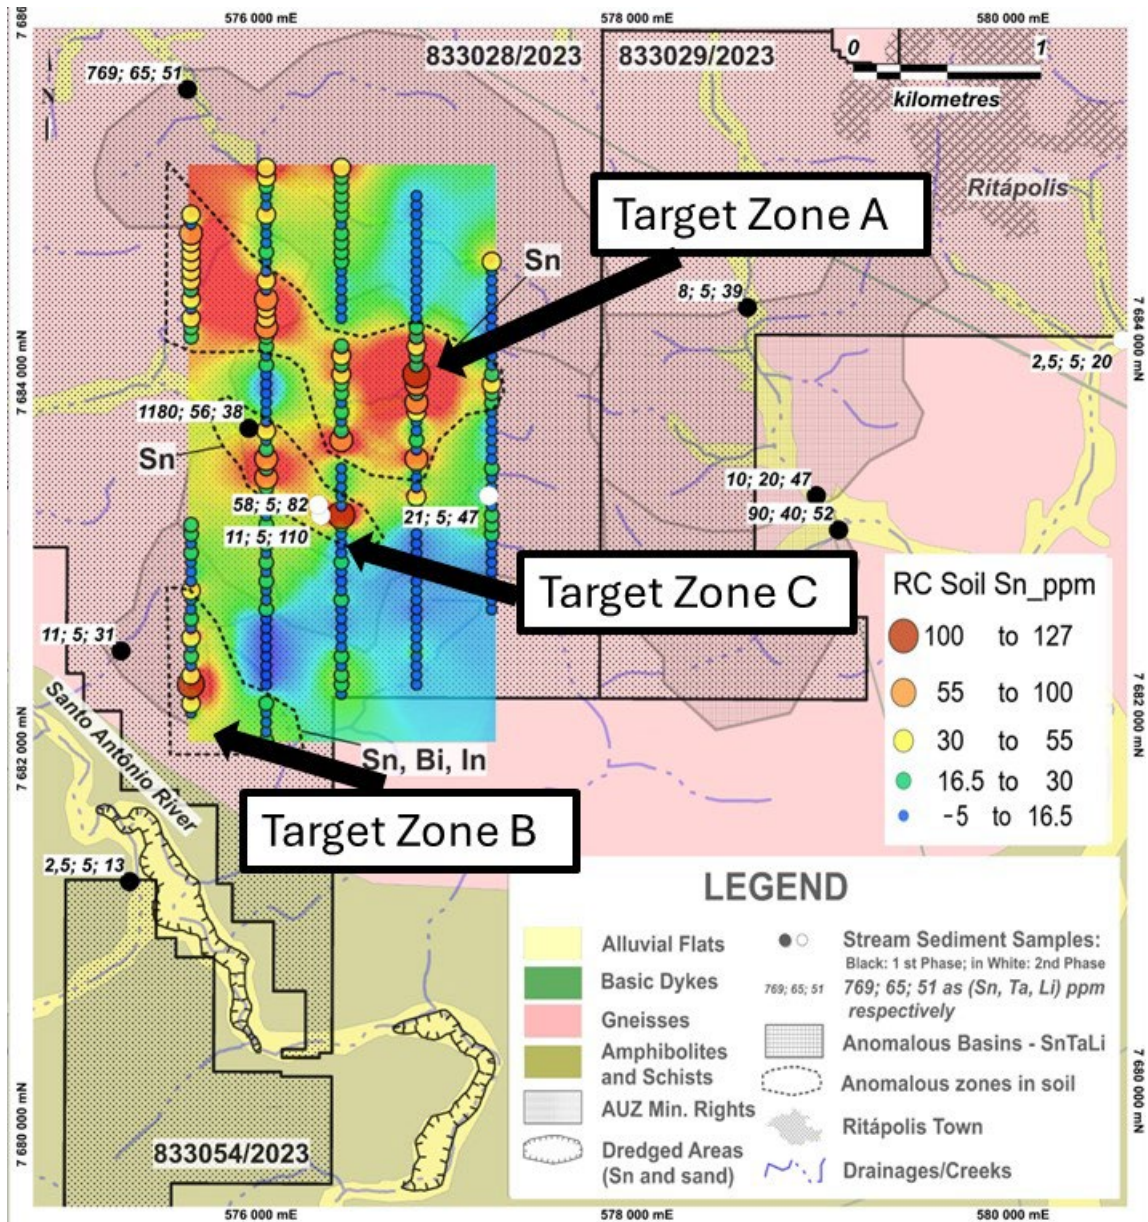 576 000 mE
578 000 mE
580 000 mE
7 686
833028/2023
833029/2023
0
1
kilometres
769; 65; 51
Ritápolis
Target Zone A
Sn
8; 5; 39
7 684 000 mN
7 684 000 mN
2,5; 5; 20
1180; 56; 38
Sn
10; 20; 47
58; 5; 82
21; 5; 47
90; 40; 52
11; 5; 110
Target Zone C
RC Soil Sn_ppm
100 to 127
55 to 100
30 to 55
16.5 to 30
-5 to 16.5
11; 5; 31
Santo Antônio River
7 682 000 mN
7 682 000 mN
Sn, Bi, In
Target Zone B
2,5; 5; 13
LEGEND
Alluvial Flats
Basic Dykes
Gneisses
Amphibolites
and Schists
AUZ Min. Rights
Dredged Areas
(Sn and sand)
Stream Sediment Samples:
Black: 1 st Phase; in White: 2nd Phase
769; 65; 51
769; 65; 51 as (Sn, Ta, Li) ppm
respectively
Anomalous Basins - SnTaLi
Anomalous zones in soil
Ritápolis Town
Drainages/Creeks
7 680 000 mN
7 680 000 mN
833054/2023
576 000 mE
578 000 mE
580 000 mE